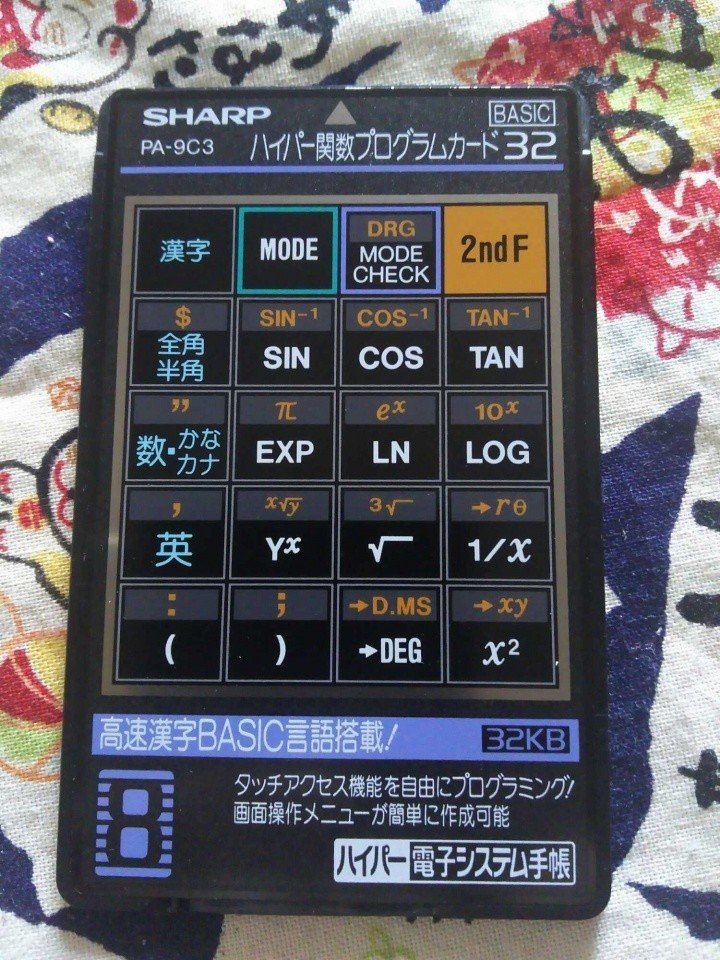 SHARP BASIC
PA-9C3 ハイパー関数プログラムカード32
漢字 MODE DRG MODE CHECK 2ndF
$ SIN⁻¹ COS⁻¹ TAN⁻¹
全角 半角 SIN COS TAN
” π eˣ 10ˣ
数・かな カナ EXP LN LOG
, ˣ√y ³√ →rθ
英 Yˣ √ 1/x
: ; →D.MS →xy
( ) →DEG x²
高速漢字BASIC言語搭載! 32KB
タッチアクセス機能を自由にプログラミング!
画面操作メニューが簡単に作成可能
ハイパー電子システム手帳